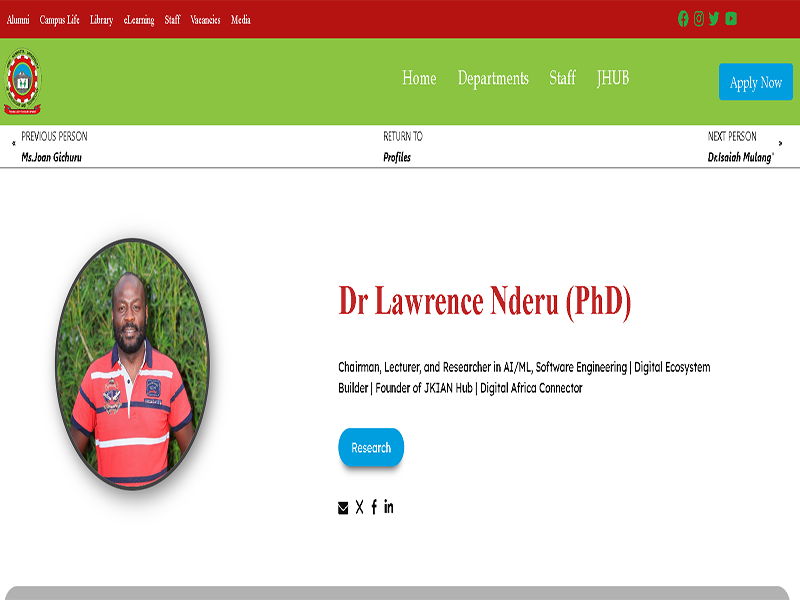 Alumni Campus Life Library eLearning Staff Vacancies Media
Home Departments Staff JHUB
Apply Now
PREVIOUS PERSON
Ms.Joan Gichuru
RETURN TO
Profiles
NEXT PERSON
Dr.Isaiah Mulang'
«
»
Dr Lawrence Nderu (PhD)
Chairman, Lecturer, and Researcher in AI/ML, Software Engineering | Digital Ecosystem
Builder | Founder of JKIAN Hub | Digital Africa Connector
Research